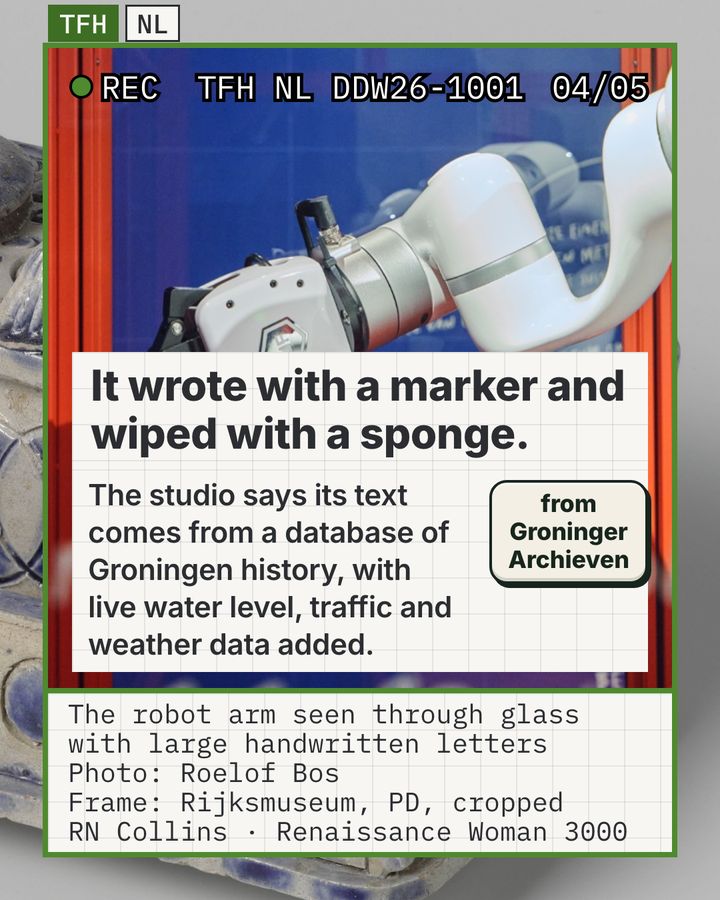 TFH NL
REC TFH NL DDW26-1001 04/05
It wrote with a marker and
wiped with a sponge.
The studio says its text
comes from a database of
Groningen history, with
live water level, traffic and
weather data added.
from
Groninger
Archieven
The robot arm seen through glass
with large handwritten letters
Photo: Roelof Bos
Frame: Rijksmuseum, PD, cropped
RN Collins · Renaissance Woman 3000